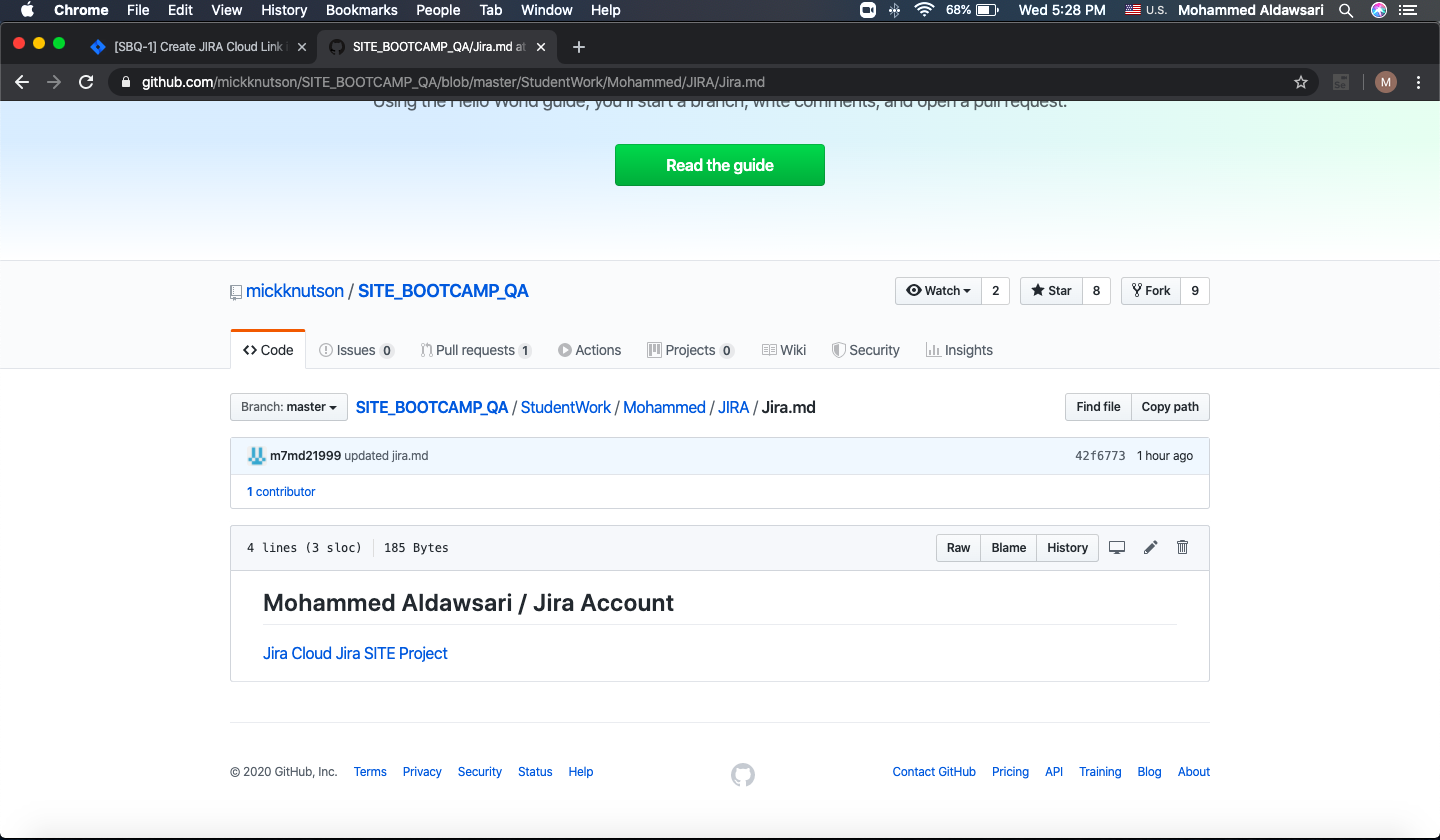 Chrome File Edit View History Bookmarks People Tab Window Help 68% Wed 5:28 PM U.S. Mohammed Aldawsari
[SBQ-1] Create JIRA Cloud Link SITE_BOOTCAMP_QA/Jira.md at
github.com/mickknutson/SITE_BOOTCAMP_QA/blob/master/StudentWork/Mohammed/JIRA/Jira.md M
Using the Hello World guide, you'll start a branch, write comments, and open a pull request.
Read the guide
mickknutson / SITE_BOOTCAMP_QA Watch 2 Star 8 Fork 9
Code Issues 0 Pull requests 1 Actions Projects 0 Wiki Security Insights
Branch: master SITE_BOOTCAMP_QA / StudentWork / Mohammed / JIRA / Jira.md Find file Copy path
m7md21999 updated jira.md 42f6773 1 hour ago
1 contributor
4 lines (3 sloc) 185 Bytes Raw Blame History
Mohammed Aldawsari / Jira Account
Jira Cloud Jira SITE Project
© 2020 GitHub, Inc. Terms Privacy Security Status Help Contact GitHub Pricing API Training Blog About